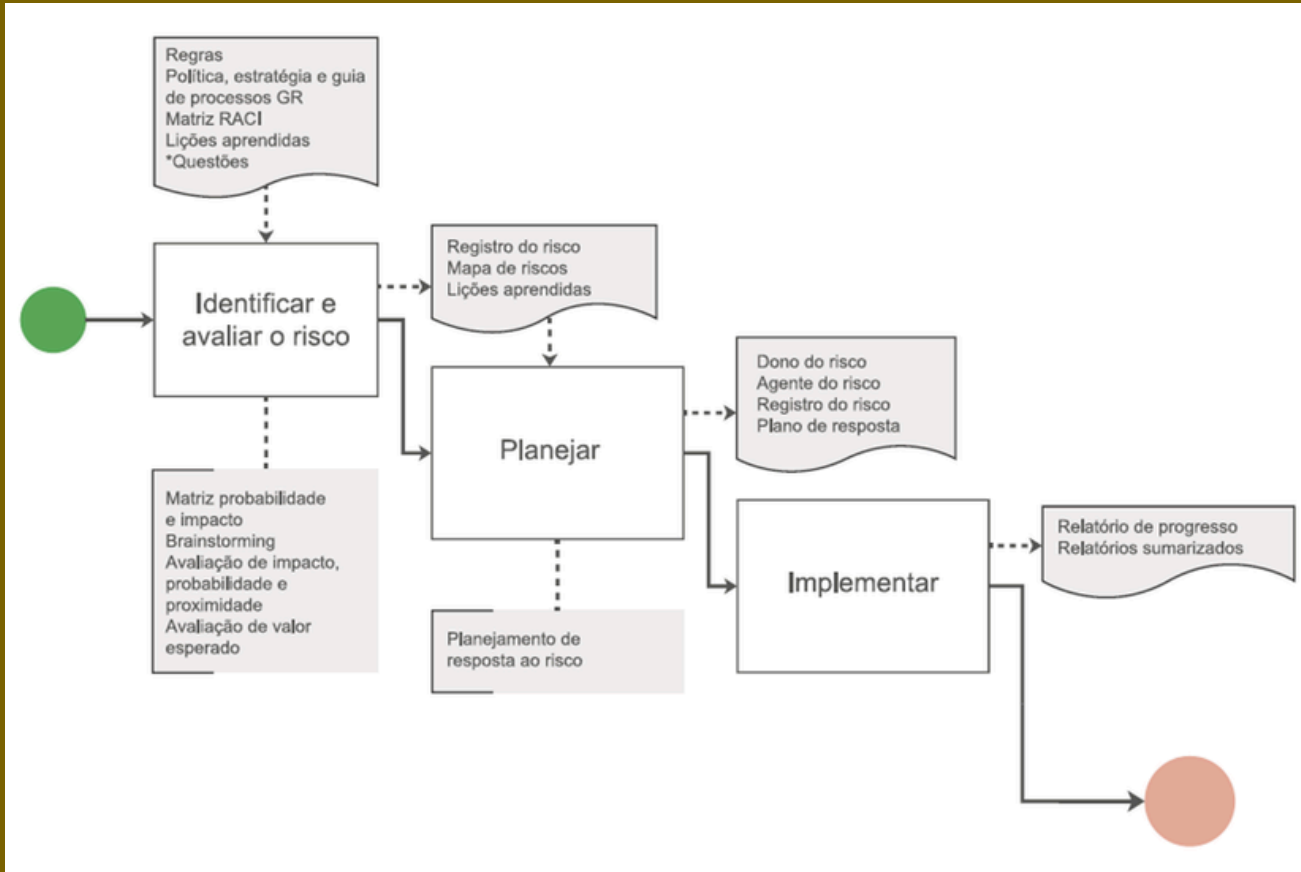 Regras
Política, estratégia e guia
de processos GR
Matriz RACI
Lições aprendidas
*Questões
Identificar e
avaliar o risco
Registro do risco
Mapa de riscos
Lições aprendidas
Matriz probabilidade
e impacto
Brainstorming
Avaliação de impacto,
probabilidade e
proximidade
Avaliação de valor
esperado
Planejar
Dono do risco
Agente do risco
Registro do risco
Plano de resposta
Planejamento de
resposta ao risco
Implementar
Relatório de progresso
Relatórios sumarizados